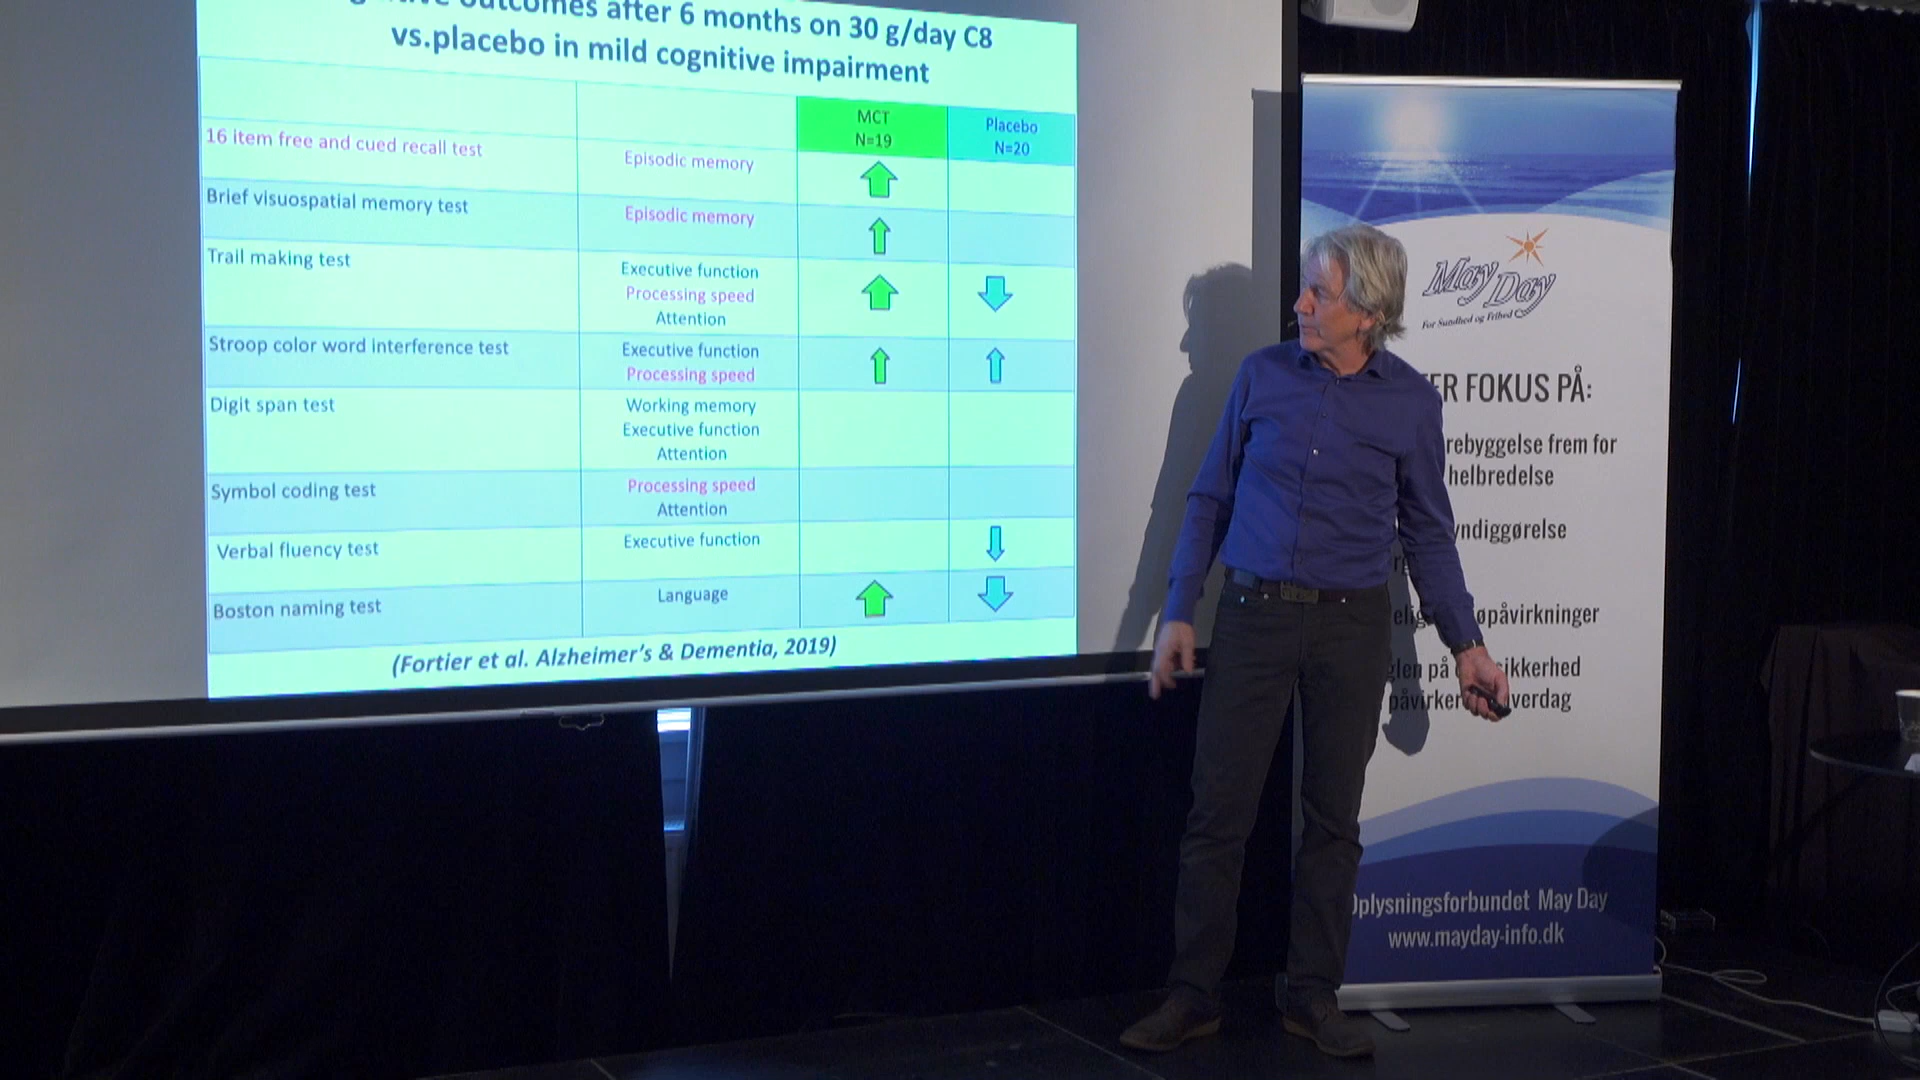 outcomes after 6 months on 30 g/day C8
vs.placebo in mild cognitive impairment
MCT
N=19
Placebo
N=20
16 item free and cued recall test
Episodic memory
Brief visuospatial memory test
Episodic memory
Trail making test
Executive function
Processing speed
Attention
Stroop color word interference test
Executive function
Processing speed
Digit span test
Working memory
Executive function
Attention
Symbol coding test
Processing speed
Attention
Verbal fluency test
Executive function
Boston naming test
Language
(Fortier et al. Alzheimer's & Dementia, 2019)
May Day
For Sundhed og Frihed
FOKUS PÅ:
frem for
helbredelse
på
Oplysningsforbundet May Day
www.mayday-info.dk